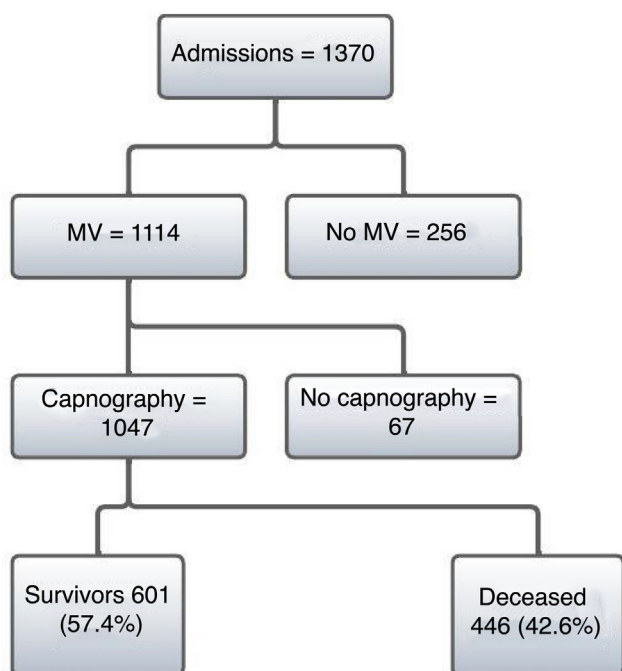 Admissions = 1370
MV = 1114
No MV = 256
Capnography =
1047
No capnography =
67
Survivors 601
(57.4%)
Deceased
446 (42.6%)